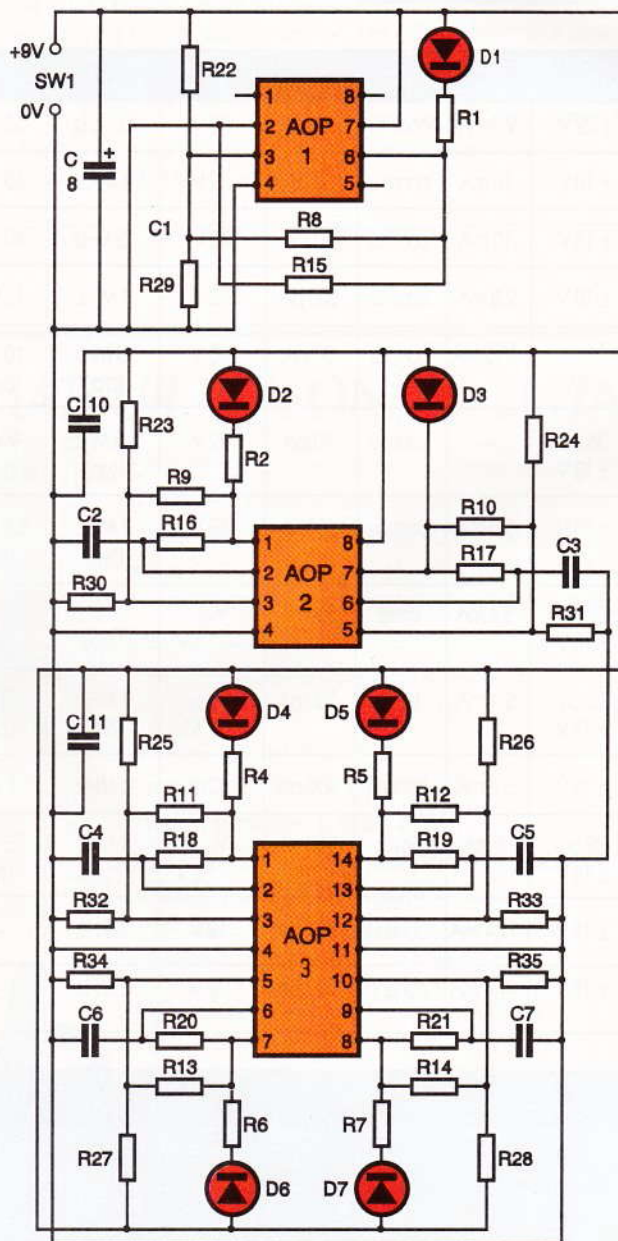 +9V
SW1
0V
R22
D1
R1
1 8
2 AOP 7
3 1 6
4 5
C 8 +
C1
R8
R15
R29
C 10
R23
D2
R2
D3
R24
R9
R10
C2
R16
R17
C3
1 8
2 AOP 7
3 2 6
4 5
R30
R31
C 11
R25
D4
D5
R26
R4
R5
R11
R12
C4
R18
R19
C5
1 14
2 13
3 12
4 AOP 11
5 3 10
6 9
7 8
R32
R33
R34
R35
C6
R20
R21
C7
R13
R14
R6
R7
R27
R28
D6
D7